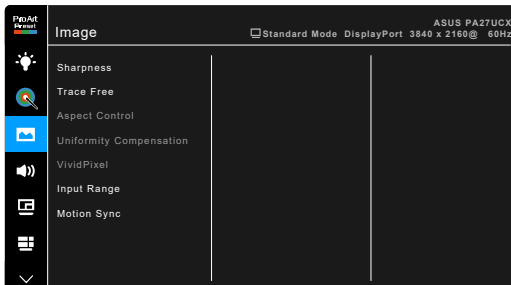 ProArt
Preset
Image
ASUS PA27UCX
Standard Mode DisplayPort 3840 x 2160@ 60Hz
Sharpness
Trace Free
Aspect Control
Uniformity Compensation
VividPixel
Input Range
Motion Sync